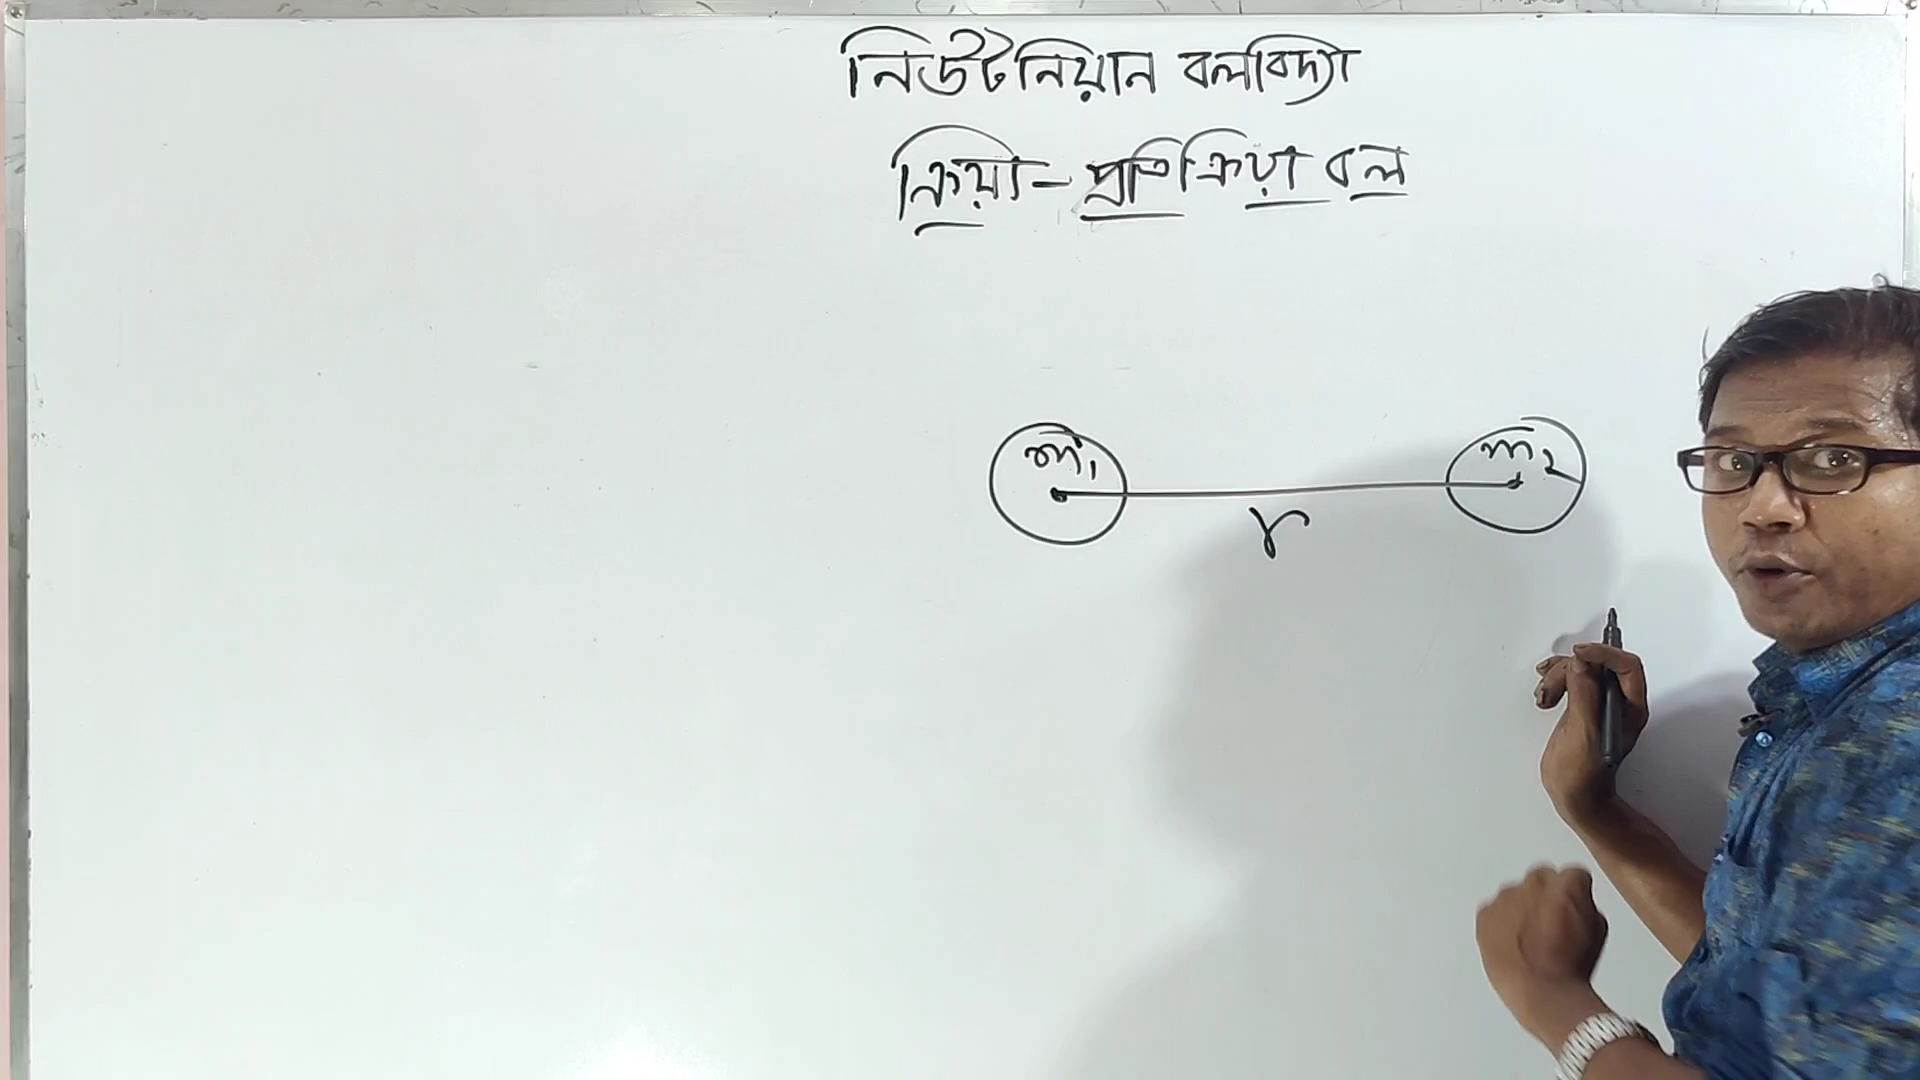 নিউটনিয়ান বলবিদ্যা
ক্রিয়া-প্রতিক্রিয়া বল
m₁ m₂
r